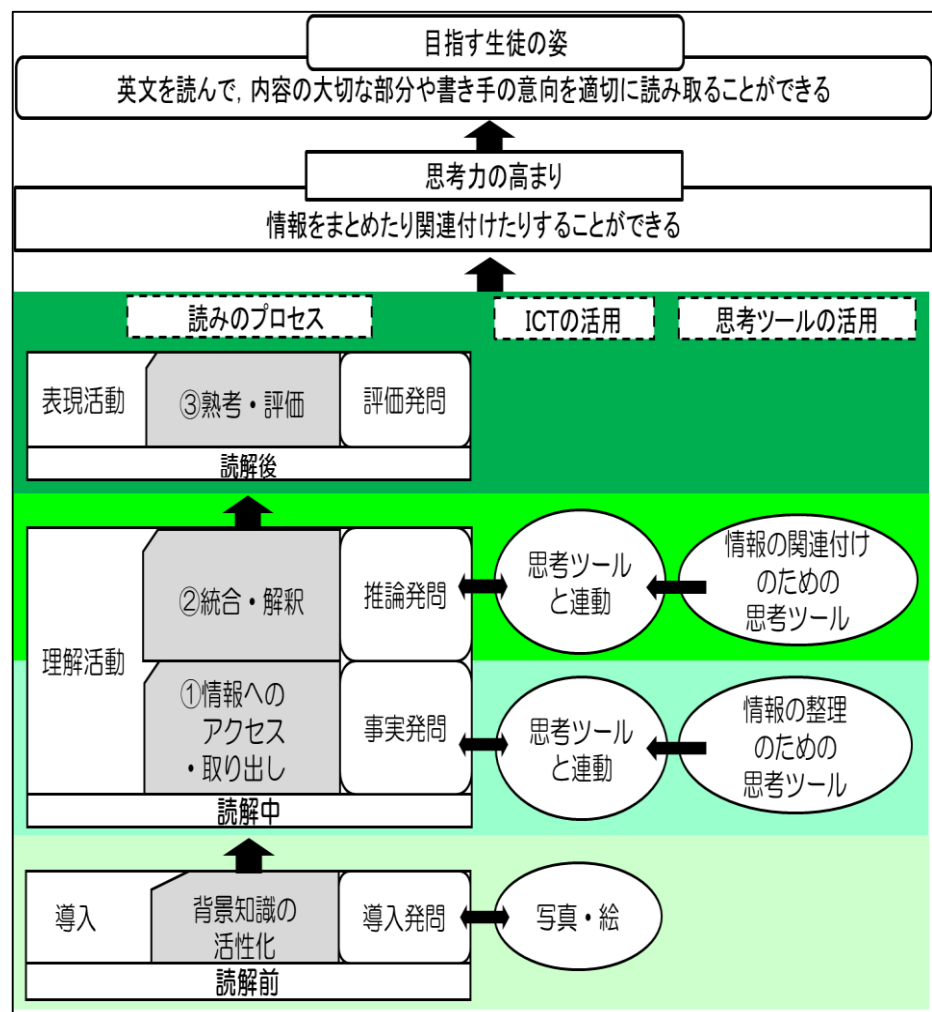 目指す生徒の姿
英文を読んで，内容の大切な部分や書き手の意向を適切に読み取ることができる
思考力の高まり
情報をまとめたり関連付けたりすることができる
読みのプロセス
ICTの活用
思考ツールの活用
表現活動
③熟考・評価
評価発問
読解後
理解活動
②統合・解釈
推論発問
思考ツール
と連動
情報の関連付け
のための
思考ツール
①情報への
アクセス
・取り出し
事実発問
思考ツール
と連動
情報の整理
のための
思考ツール
読解中
導入
背景知識の
活性化
導入発問
写真・絵
読解前